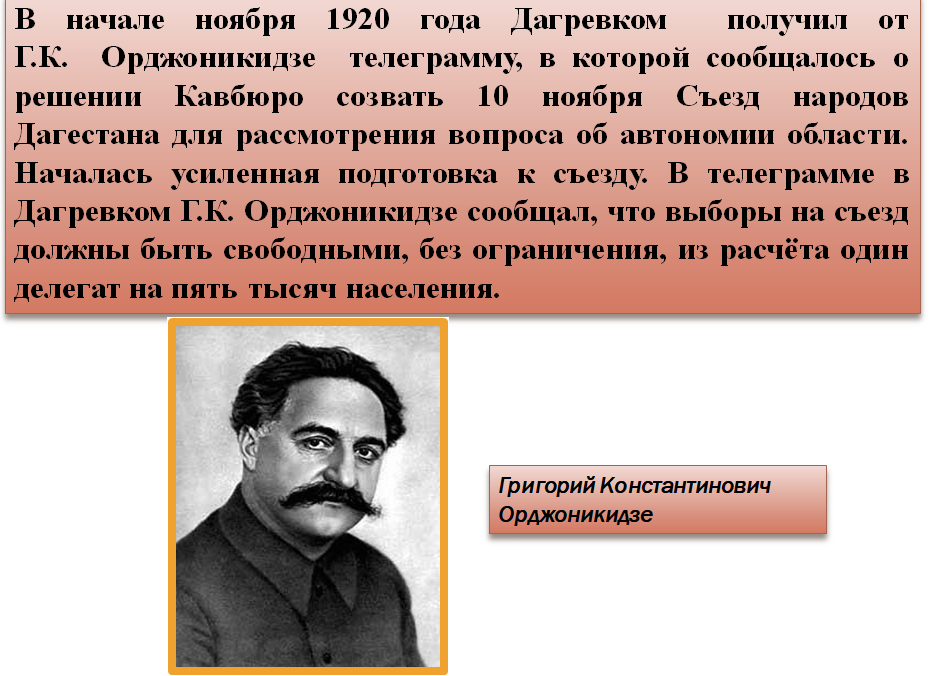 В начале ноября 1920 года Дагревком получил от
Г.К. Орджоникидзе телеграмму, в которой сообщалось о
решении Кавбюро созвать 10 ноября Съезд народов
Дагестана для рассмотрения вопроса об автономии области.
Началась усиленная подготовка к съезду. В телеграмме в
Дагревком Г.К. Орджоникидзе сообщал, что выборы на съезд
должны быть свободными, без ограничения, из расчёта один
делегат на пять тысяч населения.
Григорий Константинович
Орджоникидзе